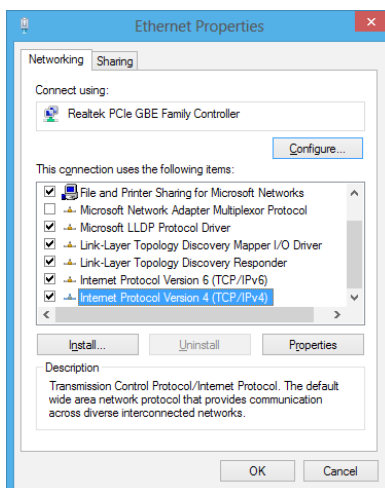 Ethernet Properties
Networking
Sharing
Connect using:
Realtek PCIe GBE Family Controller
Configure...
This connection uses the following items:
File and Printer Sharing for Microsoft Networks
Microsoft Network Adapter Multiplexor Protocol
Microsoft LLDP Protocol Driver
Link-Layer Topology Discovery Mapper I/O Driver
Link-Layer Topology Discovery Responder
Internet Protocol Version 6 (TCP/IPv6)
Internet Protocol Version 4 (TCP/IPv4)
Install...
Uninstall
Properties
Description
Transmission Control Protocol/Internet Protocol. The default
wide area network protocol that provides communication
across diverse interconnected networks.
OK
Cancel